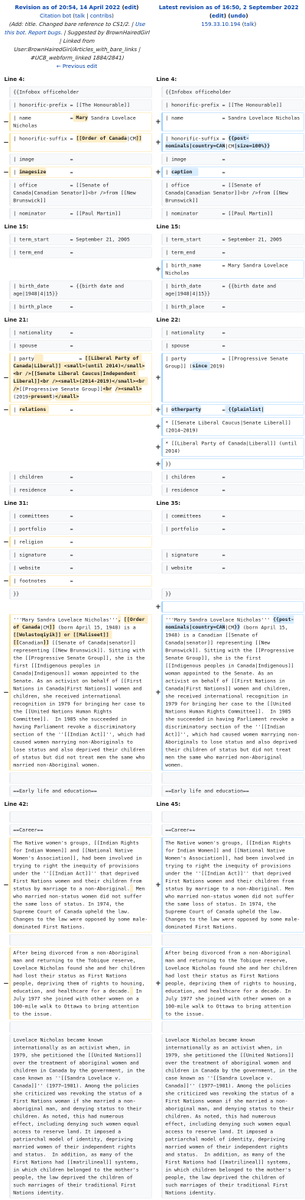 Revision as of 20:54, 14 April 2022 (edit)
Citation bot (talk | contribs)
(Add: title. Changed bare reference to CS1/2. | Use
this bot. Report bugs. | Suggested by BrownHairedGirl
| Linked from
User:BrownHairedGirl/Articles_with_bare_links |
#UCB_webform_linked 1884/2841)
← Previous edit
Latest revision as of 16:50, 2 September 2022
(edit) (undo)
159.33.10.194 (talk)
Line 4:
{{Infobox officeholder
| honorific-prefix = [[The Honourable]]
− | name = Mary Sandra Lovelace
Nicholas
− | honorific-suffix = [[Order of Canada|CM]]
| image =
− | imagesize =
| office = [[Senate of
Canada|Canadian Senator]]<br />from [[New
Brunswick]]
| nominator = [[Paul Martin]]
Line 4:
{{Infobox officeholder
| honorific-prefix = [[The Honourable]]
+ | name = Sandra Lovelace Nicholas
+ | honorific-suffix = {{post-
nominals|country=CAN|CM|size=100%}}
| image =
+ | caption =
| office = [[Senate of
Canada|Canadian Senator]]<br />from [[New
Brunswick]]
| nominator = [[Paul Martin]]
Line 15:
| term_start = September 21, 2005
| term_end =
| birth_date = {{birth date and
age|1948|4|15}}
| birth_place =
Line 15:
| term_start = September 21, 2005
| term_end =
+ | birth_name = Mary Sandra Lovelace
Nicholas
| birth_date = {{birth date and
age|1948|4|15}}
| birth_place =
Line 21:
| nationality =
| spouse =
− | party = [[Liberal Party of
Canada|Liberal]] <small>(until 2014)</small>
<br />[[Senate Liberal Caucus|Independent
Liberal]]<br /><small>(2014-2019)</small><br
/>[[Progressive Senate Group]]<br /><small>
(2019-present)</small>
− | relations =
| children =
| residence =
Line 22:
| nationality =
| spouse =
+ | party = [[Progressive Senate
Group]] (since 2019)
+ | otherparty = {{plainlist|
+ * [[Senate Liberal Caucus|Senate Liberal]]
(2014-2019)
+ * [[Liberal Party of Canada|Liberal]] (until
2014)
+ }}
| children =
| residence =
Line 31:
| committees =
| portfolio =
− | religion =
| signature =
| website =
− | footnotes =
}}
− '''Mary Sandra Lovelace Nicholas''', [[Order
of Canada|CM]] (born April 15, 1948) is a
[[Wolastoqiyik]] or [[Maliseet]]
[[Canadian]] [[Senate of Canada|senator]]
representing [[New Brunswick]]. Sitting with
the [[Progressive Senate Group]], she is the
first [[Indigenous peoples in
Canada|Indigenous]] woman appointed to the
Senate. As an activist on behalf of [[First
Nations in Canada|First Nations]] women and
children, she received international
recognition in 1979 for bringing her case to
the [[United Nations Human Rights
Committee]]. In 1985 she succeeded in
having Parliament revoke a discriminatory
section of the ''[[Indian Act]]'', which had
caused women marrying non-Aboriginals to
lose status and also deprived their children
of status but did not treat men who
married non-Aboriginal women.
==Early life and education==
Line 35:
| committees =
| portfolio =
| signature =
| website =
}}
+
+ '''Mary Sandra Lovelace Nicholas''' {{post-
nominals|country=CAN|CM}} (born April 15,
1948) is a Canadian [[Senate of
Canada|senator]] representing [[New
Brunswick]]. Sitting with the [[Progressive
Senate Group]], she is the first
[[Indigenous peoples in Canada|Indigenous]]
woman appointed to the Senate. As an
activist on behalf of [[First Nations in
Canada|First Nations]] women and children,
she received international recognition in
1979 for bringing her case to the [[United
Nations Human Rights Committee]]. In 1985
she succeeded in having Parliament revoke a
discriminatory section of the ''[[Indian
Act]]'', which had caused women marrying non-
Aboriginals to lose status and also deprived
their children of status but did not treat
men who married non-Aboriginal women.
==Early life and education==
Line 42:
==Career==
− The Native women's groups, [[Indian Rights
for Indian Women]] and [[National Native
Women's Association]], had been involved in
trying to right the inequity of provisions
under the ''[[Indian Act]]'' that deprived
First Nations women and their children from
status by marriage to a non-Aboriginal. Men
who married non-status women did not suffer
the same loss of status. In 1974, the
Supreme Court of Canada upheld the law.
Changes to the law were opposed by some male-
dominated First Nations.
− After being divorced from a non-Aboriginal
man and returning to the Tobique reserve,
Lovelace Nicholas found she and her children
had lost their status as First Nations
people, depriving them of rights to housing,
education, and healthcare for a decade. In
July 1977 she joined with other women on a
100-mile walk to Ottawa to bring attention
to the issue.
Lovelace Nicholas became known
internationally as an activist when, in
1979, she petitioned the [[United Nations]]
over the treatment of aboriginal women and
children in Canada by the government, in the
case known as ''[[Sandra Lovelace v.
Canada]]'' (1977–1981). Among the policies
she criticized was revoking the status of a
First Nations woman if she married a non-
aboriginal man, and denying status to their
children. As noted, this had numerous
effect, including denying such women equal
access to reserve land. It imposed a
patriarchal model of identity, depriving
married women of their independent rights
and status. In addition, as many of the
First Nations had [[matrilineal]] systems,
in which children belonged to the mother's
people, the law deprived the children of
such marriages of their traditional First
Nations identity.
Line 45:
==Career==
+ The Native women's groups, [[Indian Rights
for Indian Women]] and [[National Native
Women's Association]], had been involved in
trying to right the inequity of provisions
under the ''[[Indian Act]]'' that deprived
First Nations women and their children from
status by marriage to a non-Aboriginal. Men
who married non-status women did not suffer
the same loss of status. In 1974, the
Supreme Court of Canada upheld the law.
Changes to the law were opposed by some male-
dominated First Nations.
+ After being divorced from a non-Aboriginal
man and returning to the Tobique reserve,
Lovelace Nicholas found she and her children
had lost their status as First Nations
people, depriving them of rights to housing,
education, and healthcare for a decade. In
July 1977 she joined with other women on a
100-mile walk to Ottawa to bring attention
to the issue.
Lovelace Nicholas became known
internationally as an activist when, in
1979, she petitioned the [[United Nations]]
over the treatment of aboriginal women and
children in Canada by the government, in the
case known as ''[[Sandra Lovelace v.
Canada]]'' (1977–1981). Among the policies
she criticized was revoking the status of a
First Nations woman if she married a non-
aboriginal man, and denying status to their
children. As noted, this had numerous
effect, including denying such women equal
access to reserve land. It imposed a
patriarchal model of identity, depriving
married women of their independent rights
and status. In addition, as many of the
First Nations had [[matrilineal]] systems,
in which children belonged to the mother's
people, the law deprived the children of
such marriages of their traditional First
Nations identity.